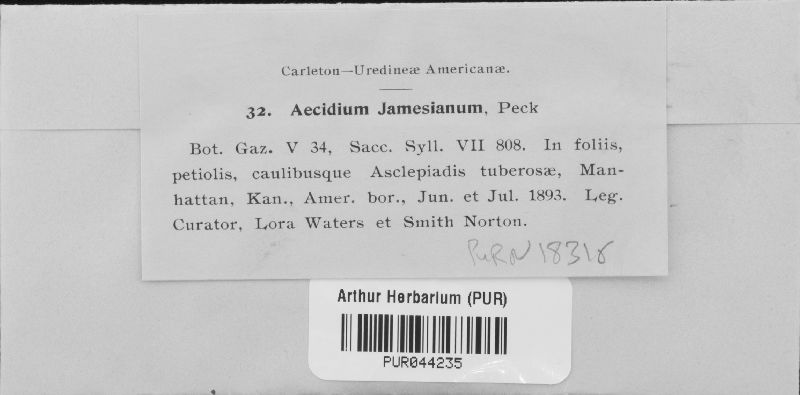 Carleton—Uredineæ Americanæ.
32. Aecidium Jamesianum, Peck
Bot. Gaz. V 34, Sacc. Syll. VII 808. In foliis,
petiolis, caulibusque Asclepiadis tuberosæ, Man-
hattan, Kan., Amer. bor., Jun. et Jul. 1893. Leg.
Curator, Lora Waters et Smith Norton.
Arthur Herbarium (PUR)
PUR044235